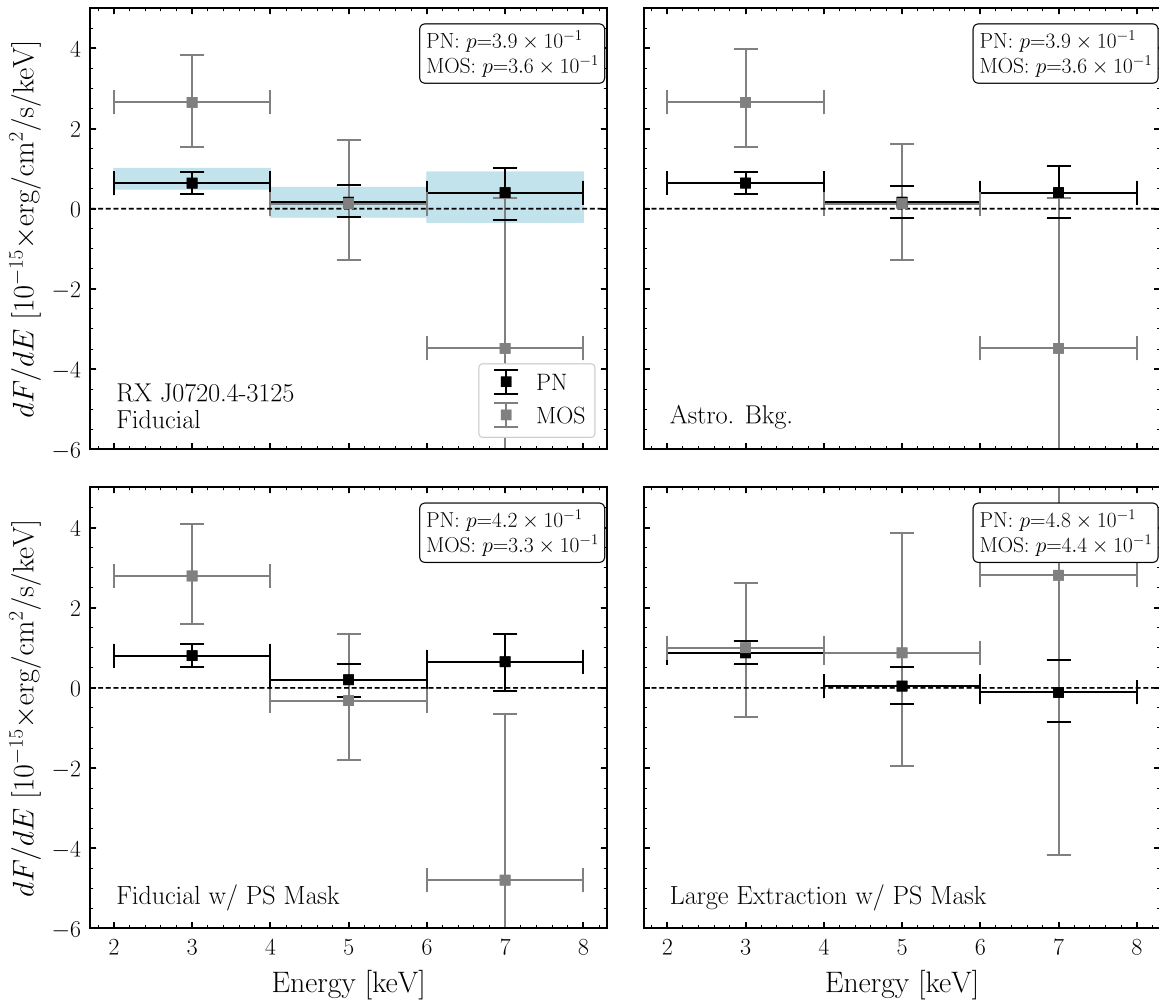 dF/dE [10⁻¹⁵×erg/cm²/s/keV]
4
2
0
−2
−4
−6
PN: p=3.9 × 10⁻¹
MOS: p=3.6 × 10⁻¹
RX J0720.4-3125
Fiducial
PN
MOS
PN: p=3.9 × 10⁻¹
MOS: p=3.6 × 10⁻¹
Astro. Bkg.
dF/dE [10⁻¹⁵×erg/cm²/s/keV]
4
2
0
−2
−4
−6
PN: p=4.2 × 10⁻¹
MOS: p=3.3 × 10⁻¹
Fiducial w/ PS Mask
2 3 4 5 6 7 8
Energy [keV]
PN: p=4.8 × 10⁻¹
MOS: p=4.4 × 10⁻¹
Large Extraction w/ PS Mask
2 3 4 5 6 7 8
Energy [keV]